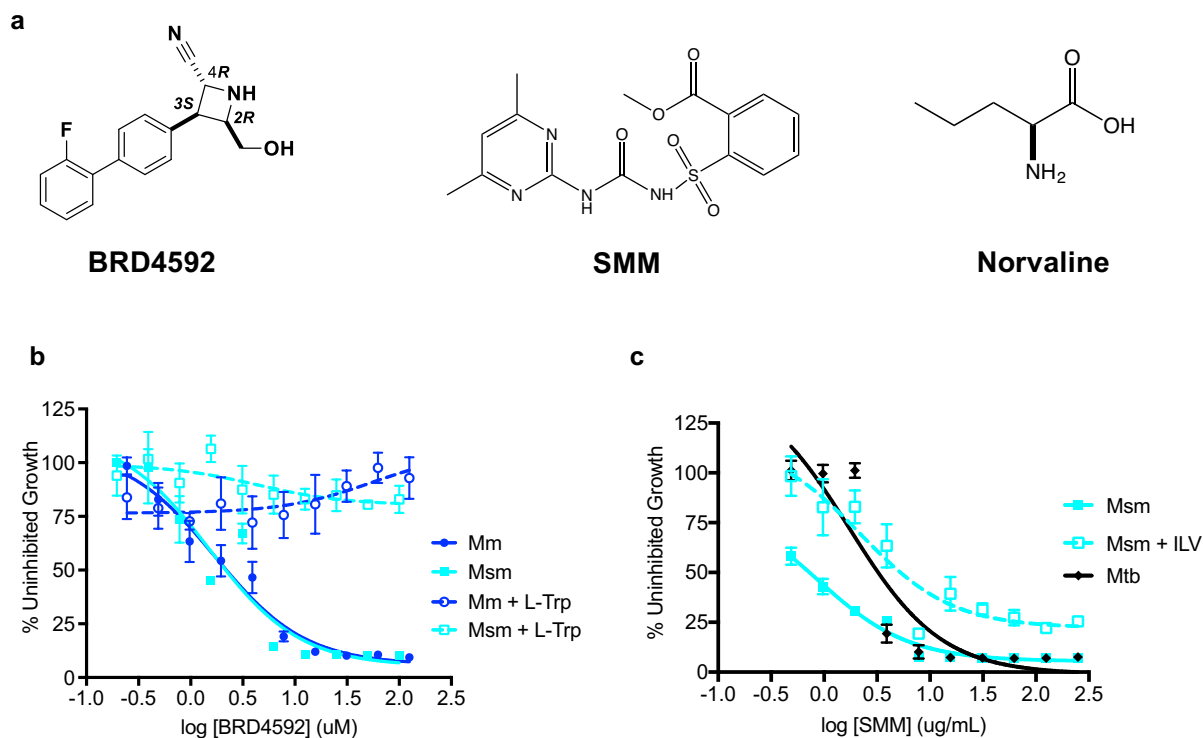 a
N
4R
NH
3S
2R
F
OH
BRD4592
O
O
N
O
O
N
N
H
NH
S
O
SMM
O
OH
NH2
Norvaline
b
125
100
75
50
25
0
-1.0 -0.5 0.0 0.5 1.0 1.5 2.0 2.5
% Uninhibited Growth
log [BRD4592] (uM)
Mm
Msm
Mm + L-Trp
Msm + L-Trp
c
125
100
75
50
25
0
-1.0 -0.5 0.0 0.5 1.0 1.5 2.0 2.5
% Uninhibited Growth
log [SMM] (ug/mL)
Msm
Msm + ILV
Mtb